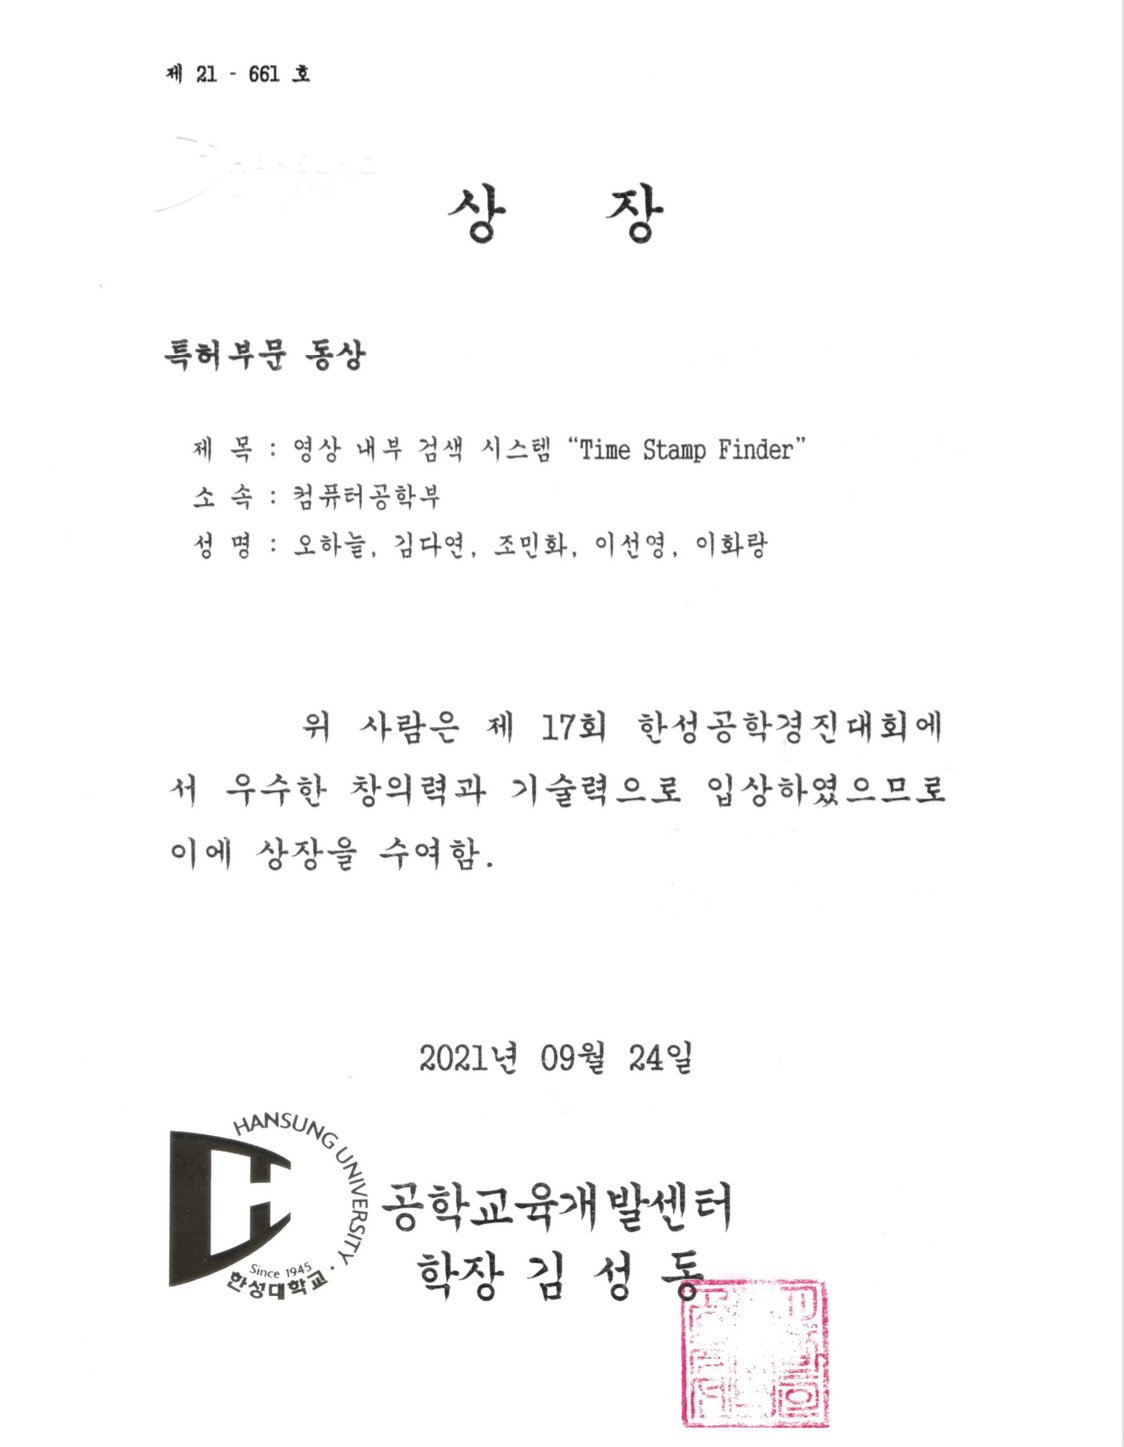 제 21 - 661 호
상 장
특허부문 동상
제 목 : 영상 내부 검색 시스템 “Time Stamp Finder”
소 속 : 컴퓨터공학부
성 명 : 오하늘, 김다연, 조민화, 이선영, 이화랑
위 사람은 제 17회 한성공학경진대회에
서 우수한 창의력과 기술력으로 입상하였으므로
이에 상장을 수여함.
2021년 09월 24일
HANSUNG UNIVERSITY
Since 1945
한성대학교
공학교육개발센터
학장 김 성 동